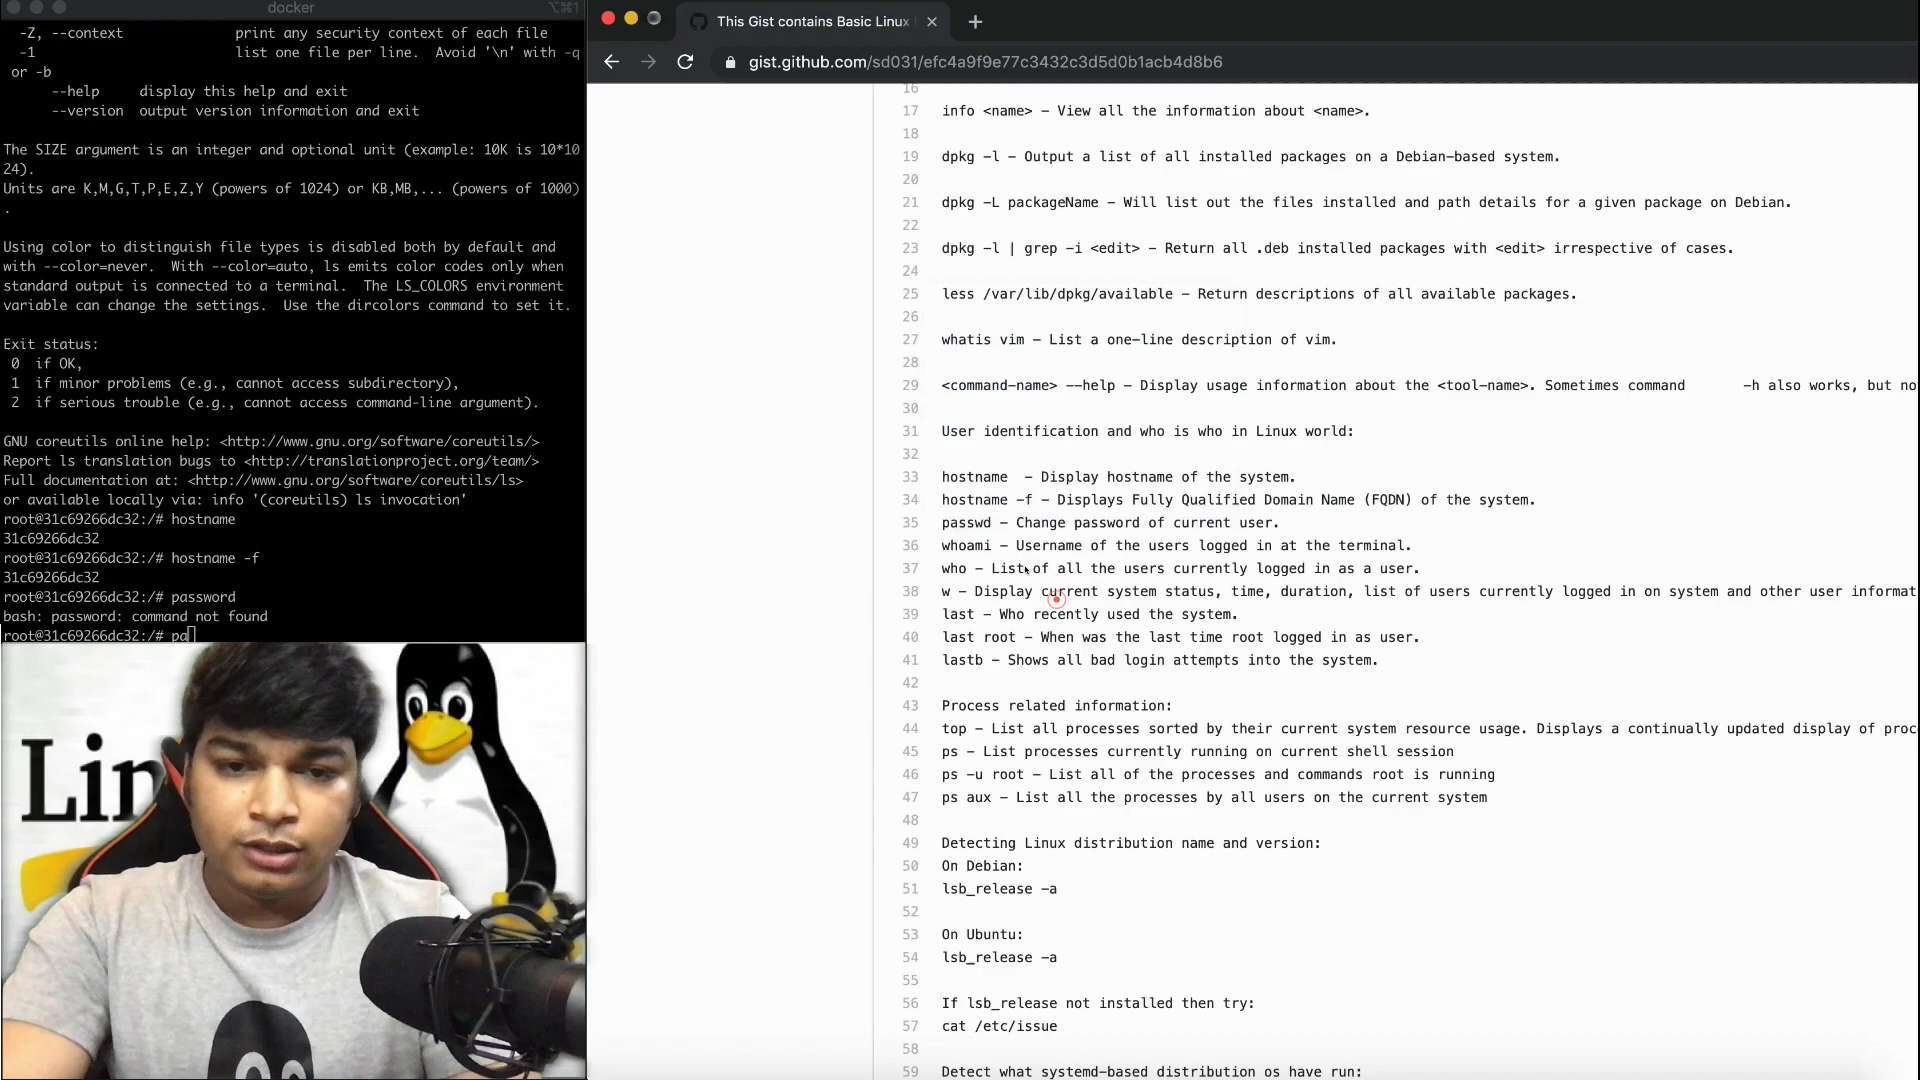 docker
⌥⌘1
-Z, --context print any security context of each file
-1 list one file per line. Avoid '\n' with -q
or -b
--help display this help and exit
--version output version information and exit
The SIZE argument is an integer and optional unit (example: 10K is 10*10
24).
Units are K,M,G,T,P,E,Z,Y (powers of 1024) or KB,MB,... (powers of 1000)
.
Using color to distinguish file types is disabled both by default and
with --color=never. With --color=auto, ls emits color codes only when
standard output is connected to a terminal. The LS_COLORS environment
variable can change the settings. Use the dircolors command to set it.
Exit status:
0 if OK,
1 if minor problems (e.g., cannot access subdirectory),
2 if serious trouble (e.g., cannot access command-line argument).
GNU coreutils online help: <http://www.gnu.org/software/coreutils/>
Report ls translation bugs to <http://translationproject.org/team/>
Full documentation at: <http://www.gnu.org/software/coreutils/ls>
or available locally via: info '(coreutils) ls invocation'
root@31c69266dc32:/# hostname
31c69266dc32
root@31c69266dc32:/# hostname -f
31c69266dc32
root@31c69266dc32:/# password
bash: password: command not found
root@31c69266dc32:/# pa
Lin
This Gist contains Basic Linux
gist.github.com/sd031/efc4a9f9e77c3432c3d5d0b1acb4d8b6
16
17 info <name> – View all the information about <name>.
18
19 dpkg –l – Output a list of all installed packages on a Debian-based system.
20
21 dpkg –L packageName – Will list out the files installed and path details for a given package on Debian.
22
23 dpkg –l | grep –i <edit> – Return all .deb installed packages with <edit> irrespective of cases.
24
25 less /var/lib/dpkg/available – Return descriptions of all available packages.
26
27 whatis vim – List a one-line description of vim.
28
29 <command-name> --help – Display usage information about the <tool-name>. Sometimes command -h also works, but no
30
31 User identification and who is who in Linux world:
32
33 hostname – Display hostname of the system.
34 hostname –f – Displays Fully Qualified Domain Name (FQDN) of the system.
35 passwd – Change password of current user.
36 whoami – Username of the users logged in at the terminal.
37 who – List of all the users currently logged in as a user.
38 w – Display current system status, time, duration, list of users currently logged in on system and other user informat
39 last – Who recently used the system.
40 last root – When was the last time root logged in as user.
41 lastb – Shows all bad login attempts into the system.
42
43 Process related information:
44 top – List all processes sorted by their current system resource usage. Displays a continually updated display of proc
45 ps – List processes currently running on current shell session
46 ps –u root – List all of the processes and commands root is running
47 ps aux – List all the processes by all users on the current system
48
49 Detecting Linux distribution name and version:
50 On Debian:
51 lsb_release –a
52
53 On Ubuntu:
54 lsb_release –a
55
56 If lsb_release not installed then try:
57 cat /etc/issue
58
59 Detect what systemd-based distribution os have run: